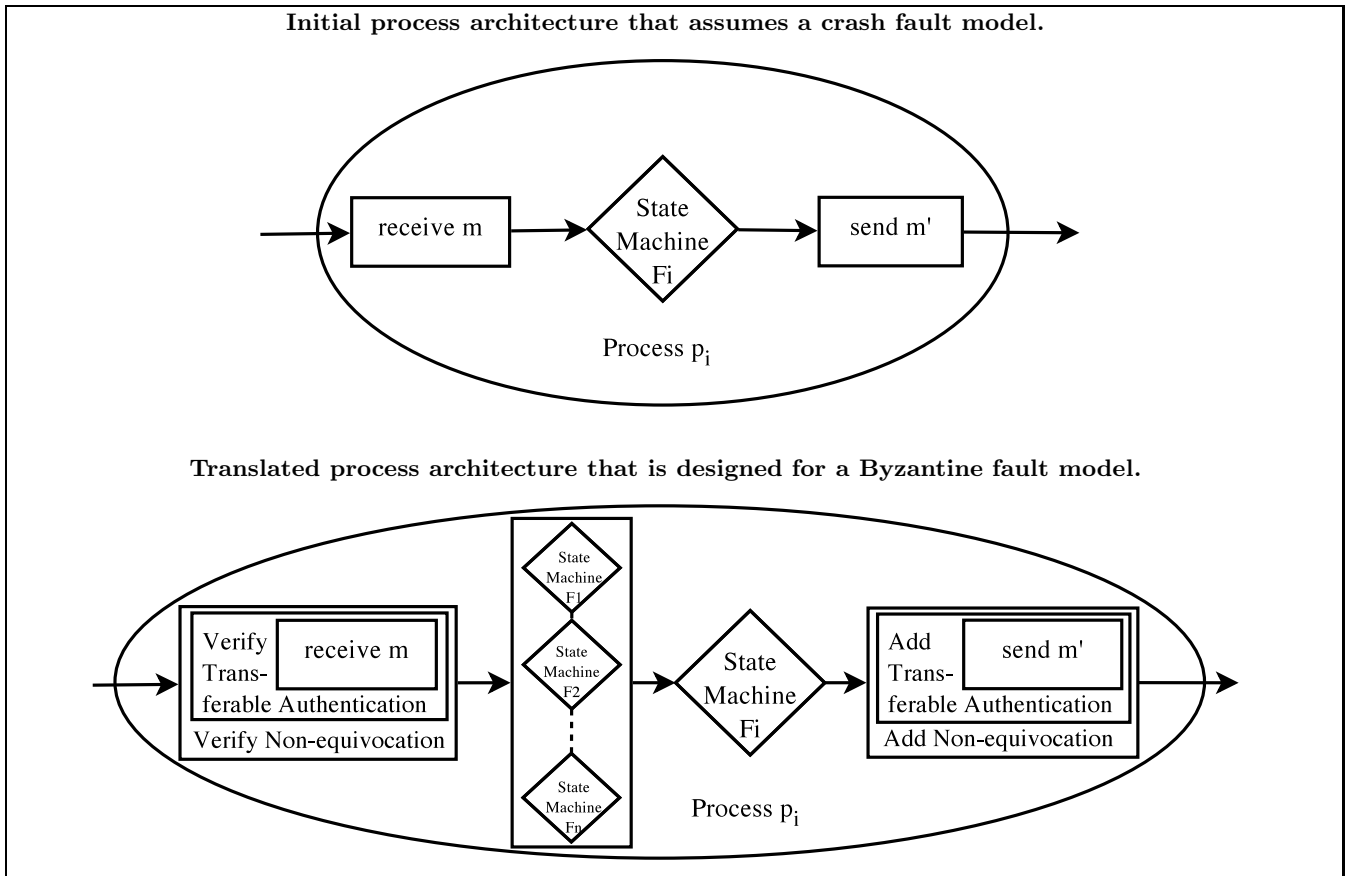 Initial process architecture that assumes a crash fault model.
receive m
State
Machine
Fi
send m'
Process pi
Translated process architecture that is designed for a Byzantine fault model.
Verify
Trans-
ferable Authentication
receive m
Verify Non-equivocation
State
Machine
F1
State
Machine
F2
State
Machine
Fn
State
Machine
Fi
Add
Trans-
ferable Authentication
send m'
Add Non-equivocation
Process pi